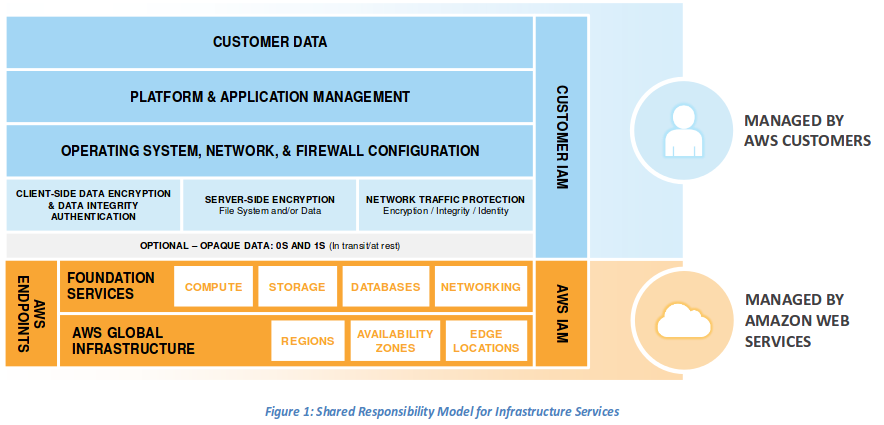 CUSTOMER DATA
PLATFORM & APPLICATION MANAGEMENT
OPERATING SYSTEM, NETWORK, & FIREWALL CONFIGURATION
CLIENT-SIDE DATA ENCRYPTION
& DATA INTEGRITY
AUTHENTICATION
SERVER-SIDE ENCRYPTION
File System and/or Data
NETWORK TRAFFIC PROTECTION
Encryption / Integrity / Identity
OPTIONAL – OPAQUE DATA: 0S AND 1S (In transit/at rest)
CUSTOMER IAM
MANAGED BY
AWS CUSTOMERS
AWS
ENDPOINTS
FOUNDATION
SERVICES
COMPUTE
STORAGE
DATABASES
NETWORKING
AWS GLOBAL
INFRASTRUCTURE
REGIONS
AVAILABILITY
ZONES
EDGE
LOCATIONS
AWS IAM
MANAGED BY
AMAZON WEB
SERVICES
Figure 1: Shared Responsibility Model for Infrastructure Services